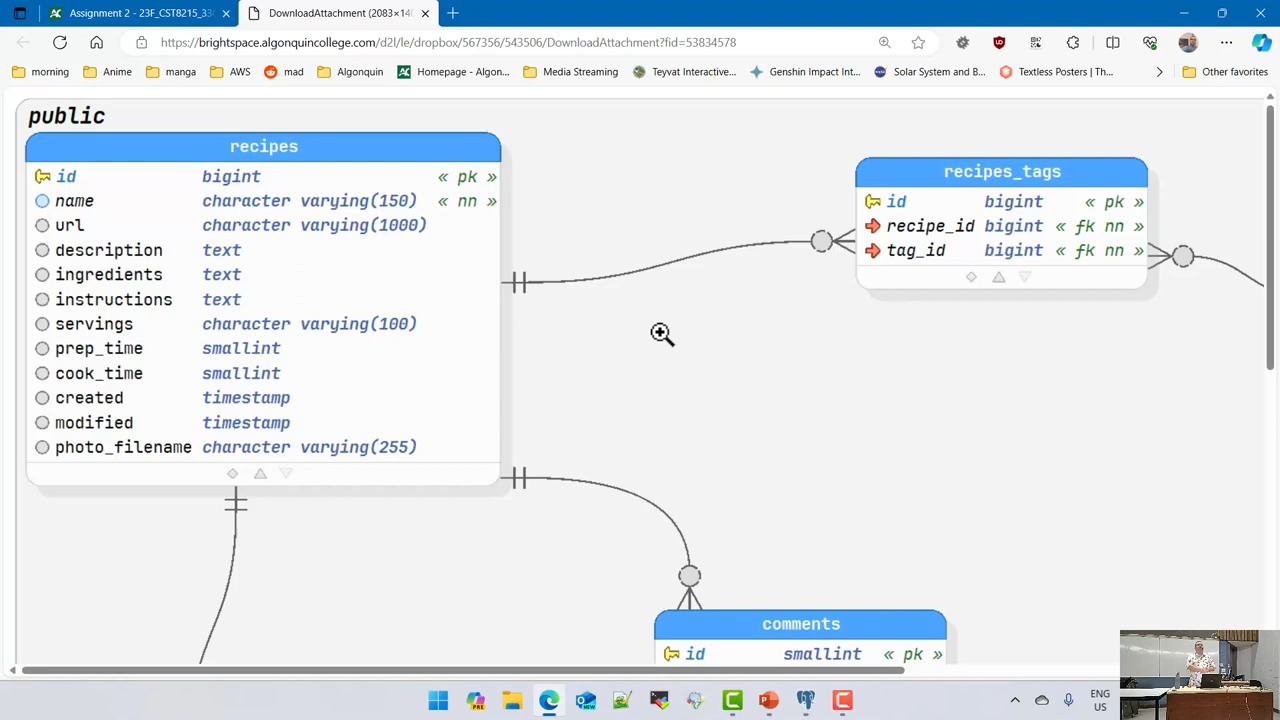 Assignment 2 - 23F_CST8215_33
DownloadAttachment (2083×14
https://brightspace.algonquincollege.com/d2l/le/dropbox/567356/543506/DownloadAttachment?fid=53834578
morning
Anime
manga
AWS
mad
Algonquin
Homepage - Algon...
Media Streaming
Teyvat Interactive...
Genshin Impact Int...
Solar System and B...
Textless Posters | Th...
Other favorites
public
recipes
id bigint « pk »
name character varying(150) « nn »
url character varying(1000)
description text
ingredients text
instructions text
servings character varying(100)
prep_time smallint
cook_time smallint
created timestamp
modified timestamp
photo_filename character varying(255)
recipes_tags
id bigint « pk »
recipe_id bigint « fk nn »
tag_id bigint « fk nn »
comments
id smallint « pk »
ENG
US